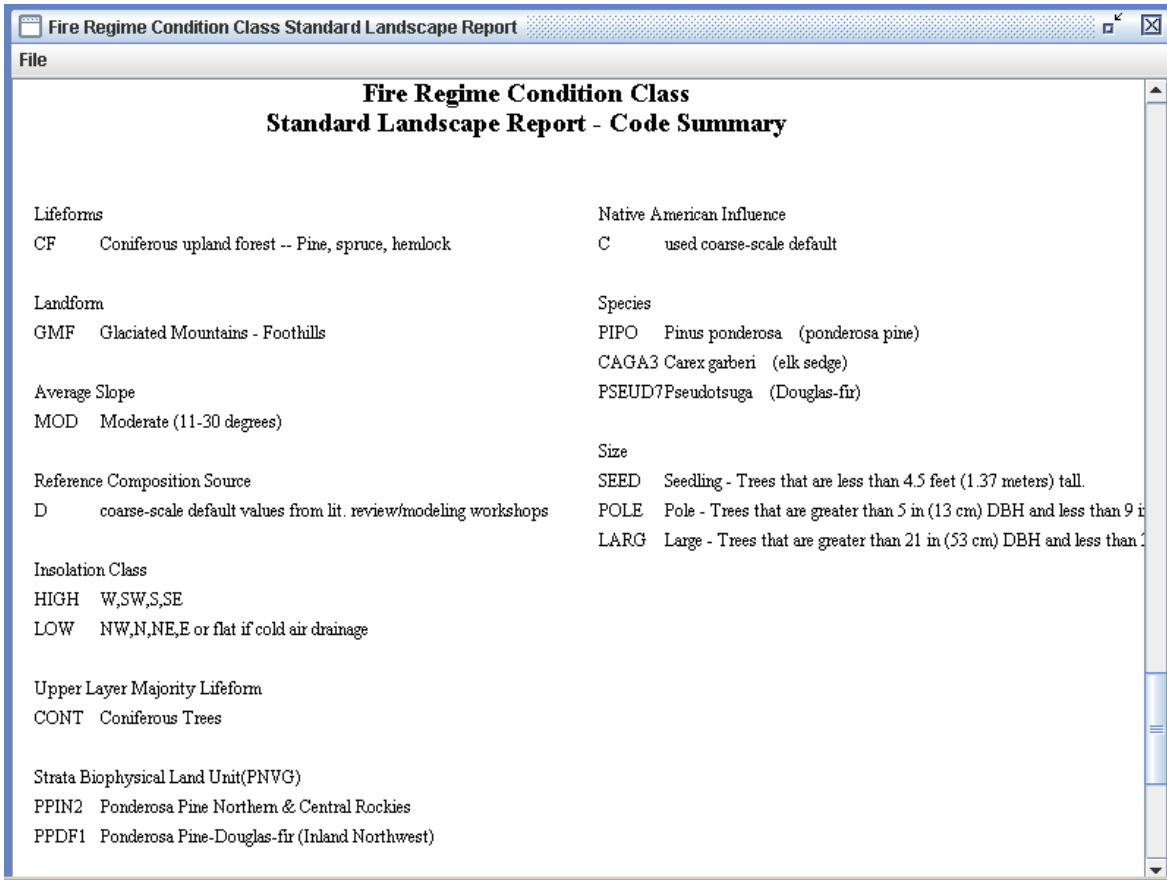 Fire Regime Condition Class Standard Landscape Report
File
Fire Regime Condition Class
Standard Landscape Report - Code Summary
Lifeforms
CF Coniferous upland forest -- Pine, spruce, hemlock
Landform
GMF Glaciated Mountains - Foothills
Average Slope
MOD Moderate (11-30 degrees)
Reference Composition Source
D coarse-scale default values from lit. review/modeling workshops
Insolation Class
HIGH W,SW,S,SE
LOW NW,N,NE,E or flat if cold air drainage
Upper Layer Majority Lifeform
CONT Coniferous Trees
Strata Biophysical Land Unit(PNVG)
PPIN2 Ponderosa Pine Northern & Central Rockies
PPDF1 Ponderosa Pine-Douglas-fir (Inland Northwest)
Native American Influence
C used coarse-scale default
Species
PIPO Pinus ponderosa (ponderosa pine)
CAGA3 Carex garberi (elk sedge)
PSEUD7Pseudotsuga (Douglas-fir)
Size
SEED Seedling - Trees that are less than 4.5 feet (1.37 meters) tall.
POLE Pole - Trees that are greater than 5 in (13 cm) DBH and less than 9
LARG Large - Trees that are greater than 21 in (53 cm) DBH and less than